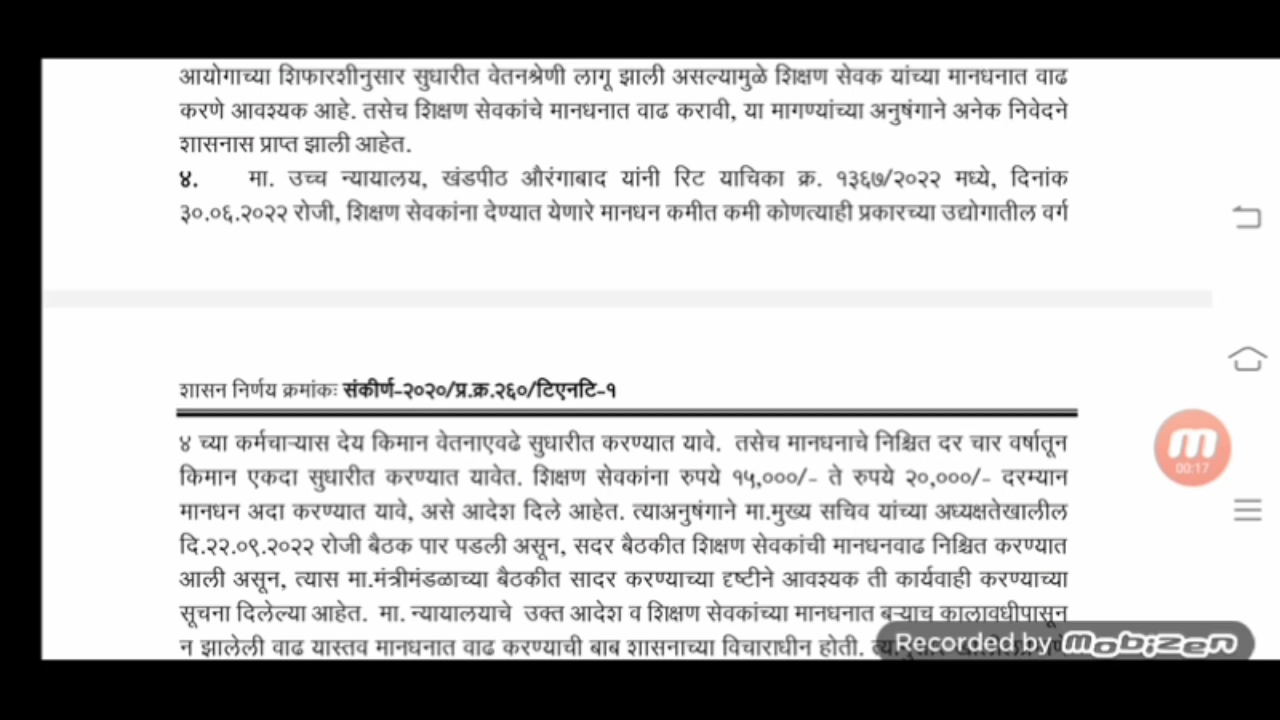 आयोगाच्या शिफारशीनुसार सुधारीत वेतनश्रेणी लागू झाली असल्यामुळे शिक्षण सेवक यांच्या मानधनात वाढ
करणे आवश्यक आहे. तसेच शिक्षण सेवकांचे मानधनात वाढ करावी, या मागण्यांच्या अनुषंगाने अनेक निवेदने
शासनास प्राप्त झाली आहेत.
४. मा. उच्च न्यायालय, खंडपीठ औरंगाबाद यांनी रिट याचिका क्र. १३६७/२०२२ मध्ये, दिनांक
३०.०६.२०२२ रोजी, शिक्षण सेवकांना देण्यात येणारे मानधन कमीत कमी कोणत्याही प्रकारच्या उद्योगातील वर्ग
शासन निर्णय क्रमांकः संकीर्ण-२०२०/प्र.क्र.२६०/टिएनटि-१
४ च्या कर्मचाऱ्यास देय किमान वेतनाएवढे सुधारीत करण्यात यावे. तसेच मानधनाचे निश्चित दर चार वर्षातून
किमान एकदा सुधारीत करण्यात यावेत. शिक्षण सेवकांना रुपये १५,०००/- ते रुपये २०,०००/- दरम्यान
मानधन अदा करण्यात यावे, असे आदेश दिले आहेत. त्याअनुषंगाने मा.मुख्य सचिव यांच्या अध्यक्षतेखालील
दि.२२.०९.२०२२ रोजी बैठक पार पडली असून, सदर बैठकीत शिक्षण सेवकांची मानधनवाढ निश्चित करण्यात
आली असून, त्यास मा.मंत्रीमंडळाच्या बैठकीत सादर करण्याच्या दृष्टीने आवश्यक ती कार्यवाही करण्याच्या
सूचना दिलेल्या आहेत. मा. न्यायालयाचे उक्त आदेश व शिक्षण सेवकांच्या मानधनात बऱ्याच कालावधीपासून
न झालेली वाढ यास्तव मानधनात वाढ करण्याची बाब शासनाच्या विचाराधीन होती.
00:17
Recorded by mobizen